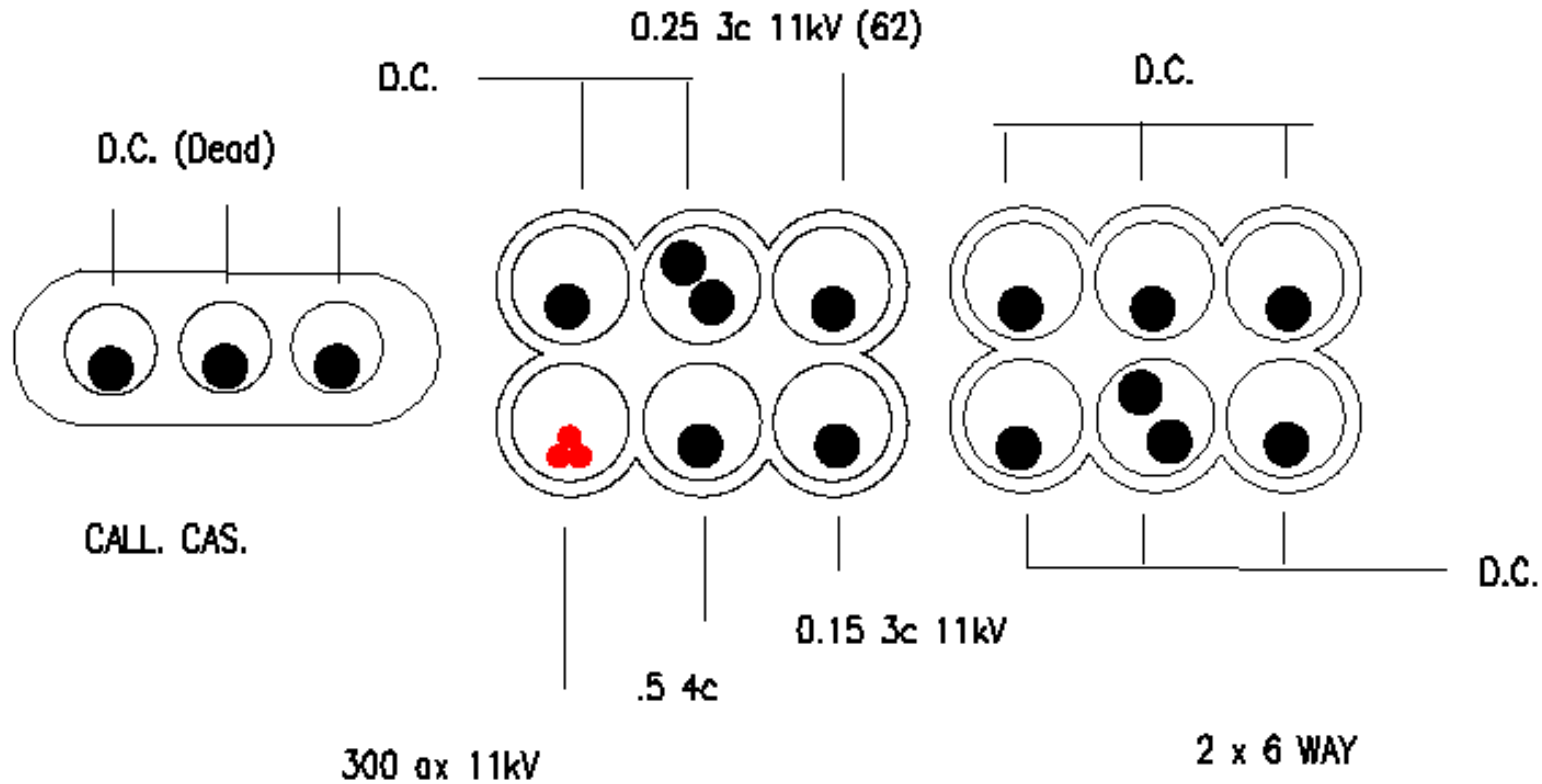 0.25 3c 11kV (62)
D.C.
D.C.
D.C. (Dead)
CALL. CAS.
D.C.
0.15 3c 11kV
.5 4c
300 ax 11kV
2 x 6 WAY